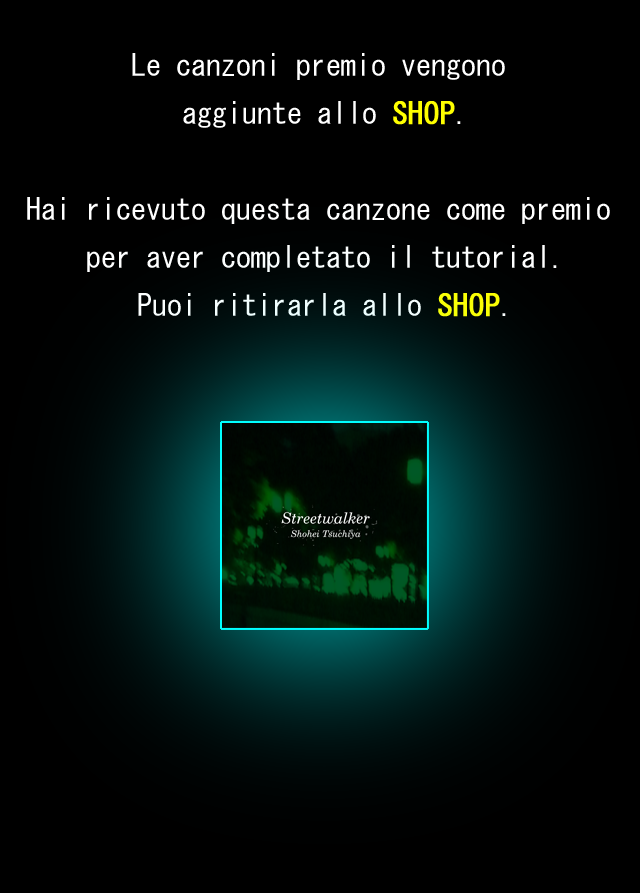 Le canzoni premio vengono
aggiunte allo SHOP.
Hai ricevuto questa canzone come premio
per aver completato il tutorial.
Puoi ritirarla allo SHOP.
Streetwalker
Shohei Tsuchiya